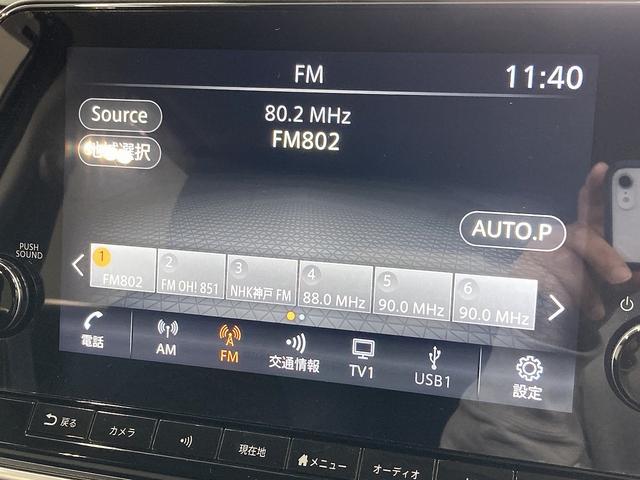 FM
11:40
Source
80.2 MHz
FM802
選択
AUTO.P
PUSH
SOUND
1
FM802
2
FM OH! 851
3
NHK神戸 FM
4
88.0 MHz
5
90.0 MHz
6
90.0 MHz
電話
AM
FM
交通情報
TV1
USB1
設定
戻る
カメラ
現在地
メニュー
オーディオ